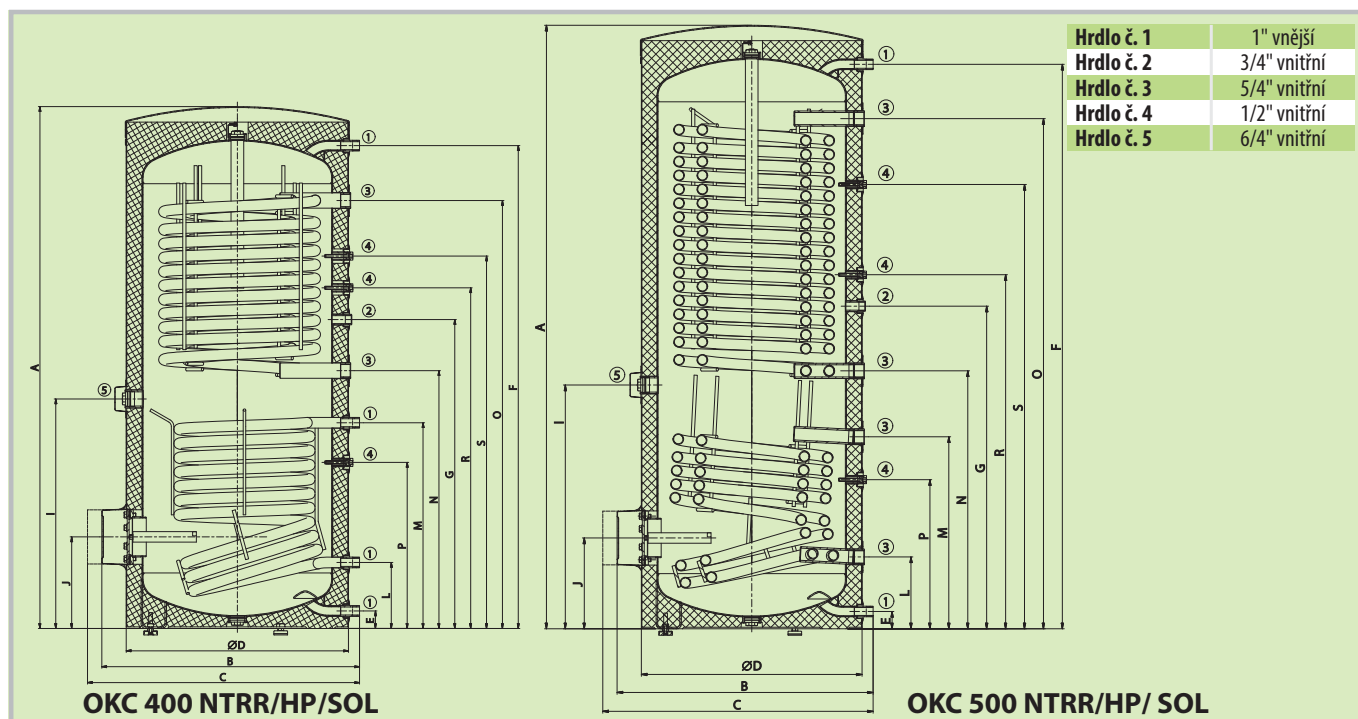 Hrdlo č. 1 1" vnější
Hrdlo č. 2 3/4" vnitřní
Hrdlo č. 3 5/4" vnitřní
Hrdlo č. 4 1/2" vnitřní
Hrdlo č. 5 6/4" vnitřní
①
③
④
④
②
③
⑤
①
④
①
①
A
I
J
E
L
P
M
N
R
G
S
O
F
ØD
B
C
OKC 400 NTRR/HP/SOL
①
③
④
④
②
③
⑤
③
④
③
①
A
I
J
E
L
P
M
N
G
R
S
O
F
ØD
B
C
OKC 500 NTRR/HP/ SOL